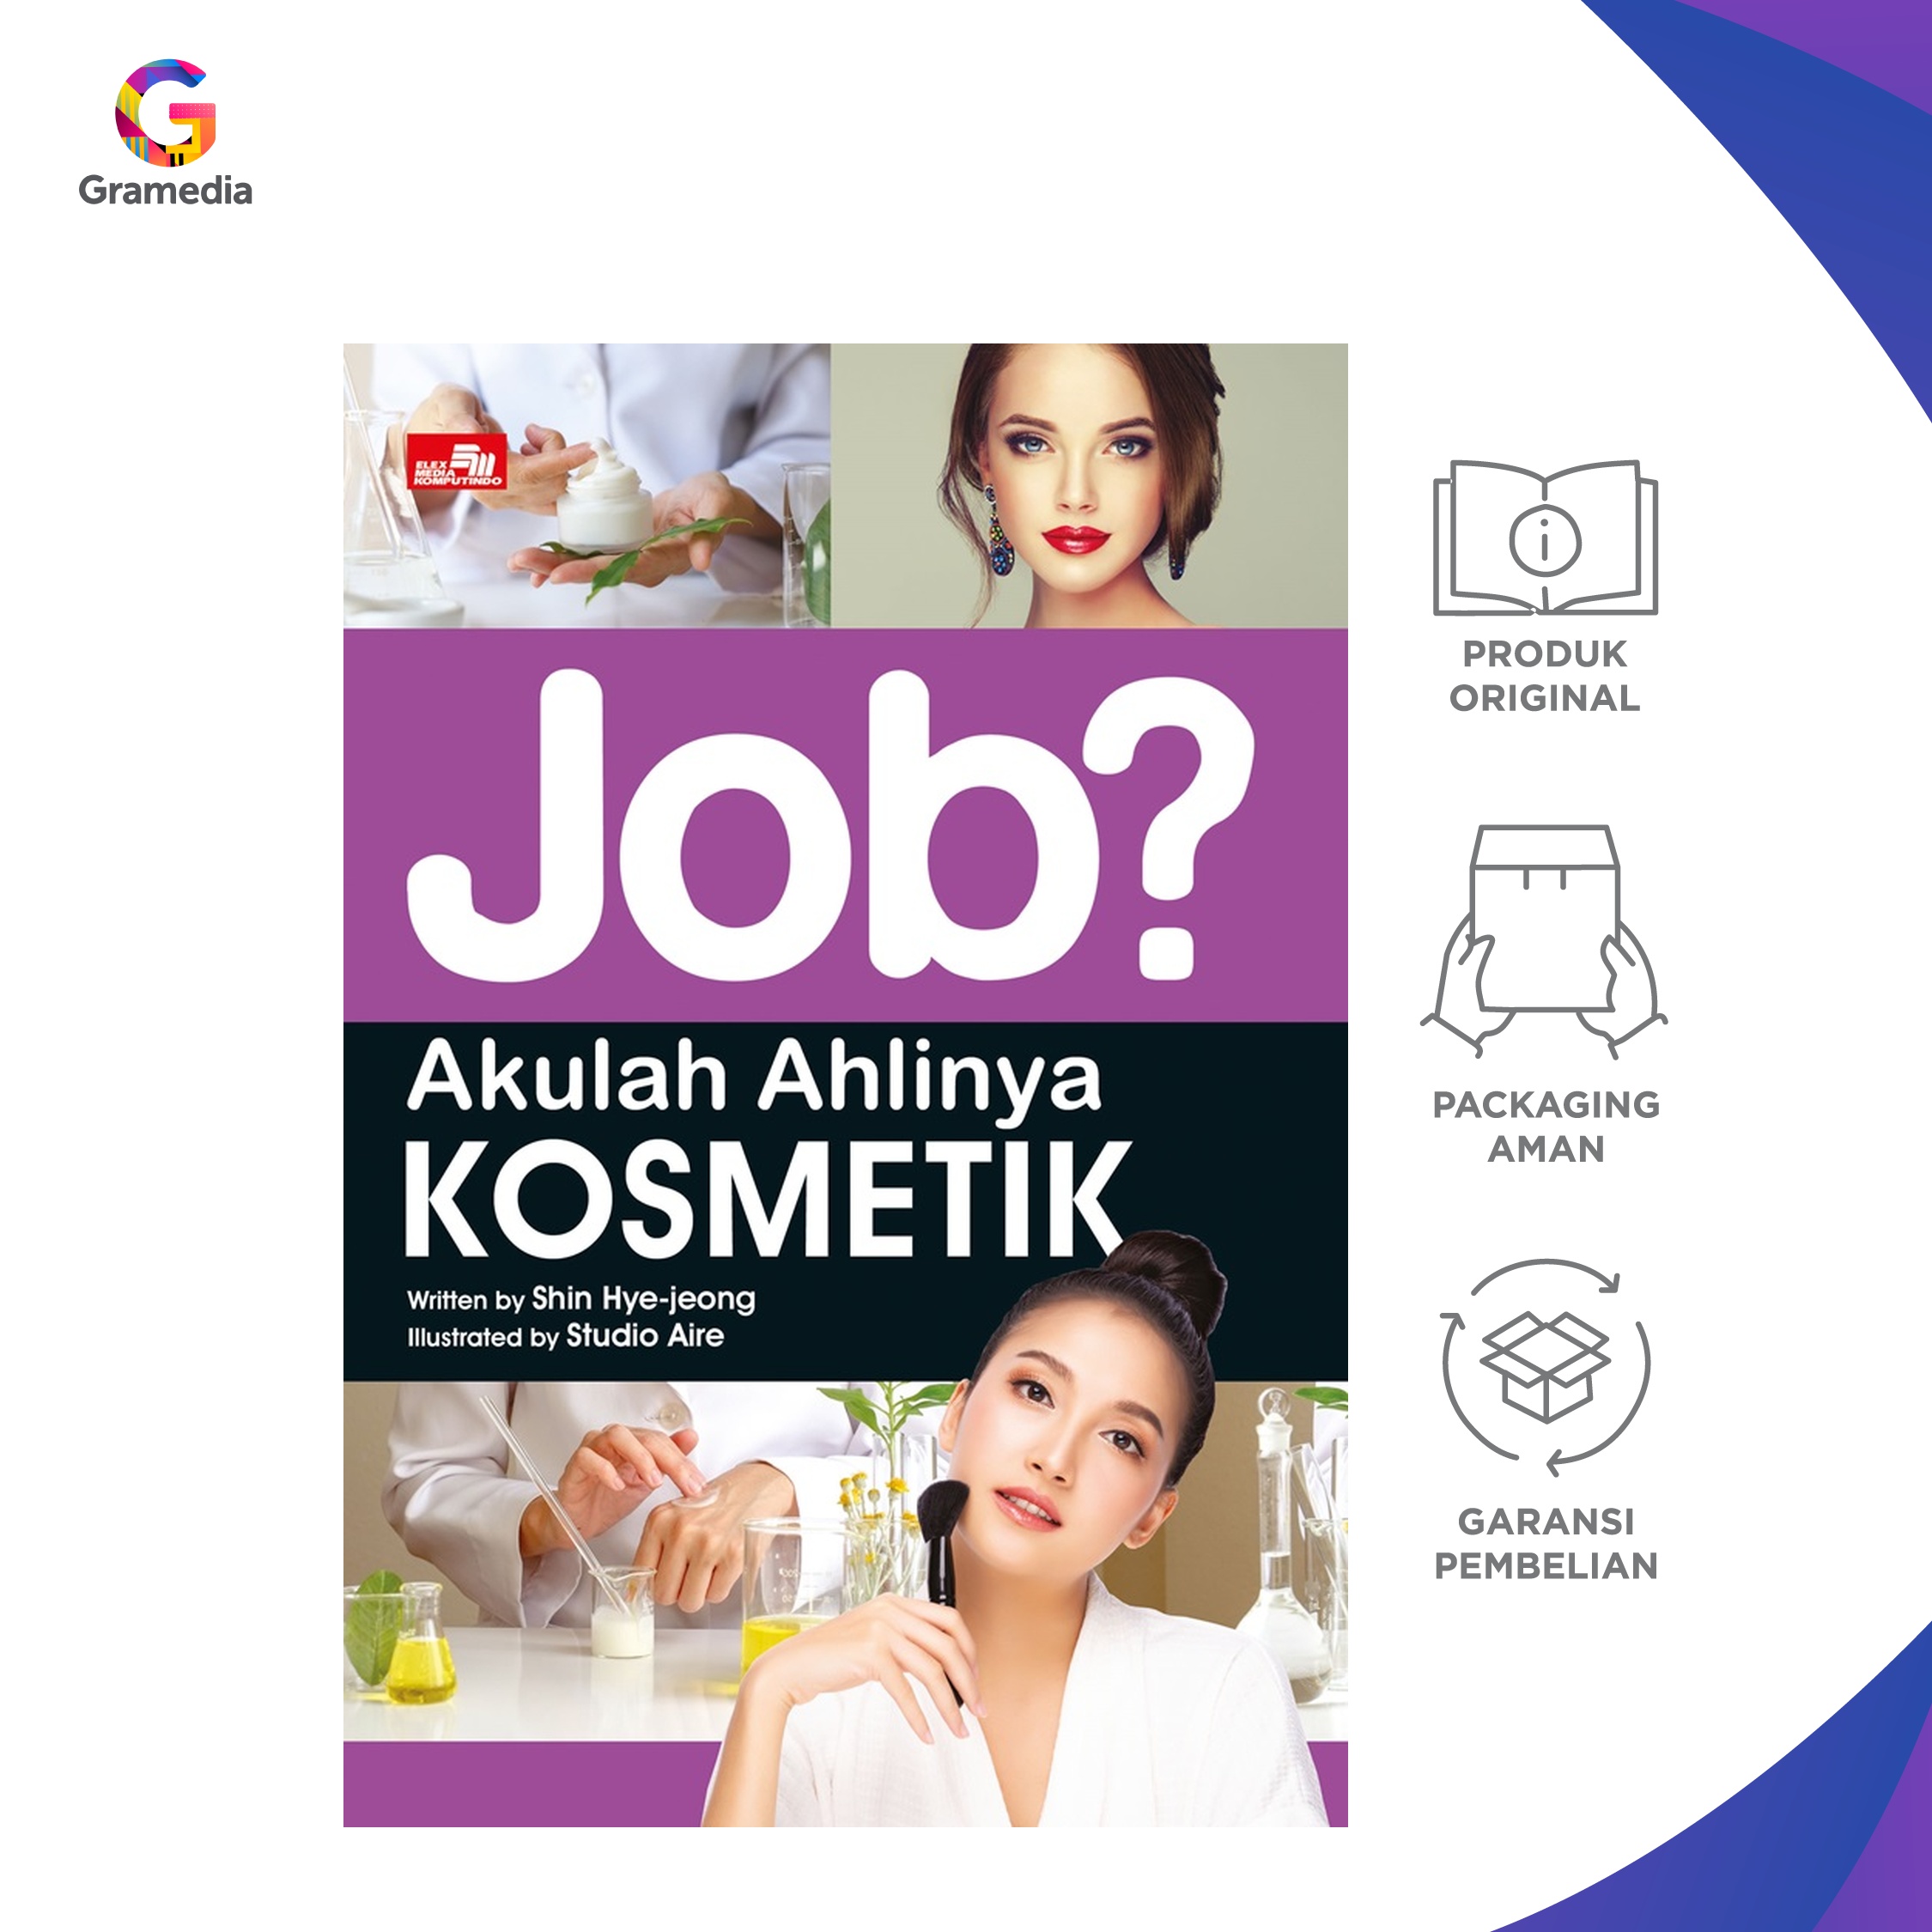 Gramedia
ELEX
MEDIA
KOMPUTINDO
Job?
Akulah Ahlinya
KOSMETIK
Written by Shin Hye-jeong
Illustrated by Studio Aire
PRODUK
ORIGINAL
PACKAGING
AMAN
GARANSI
PEMBELIAN